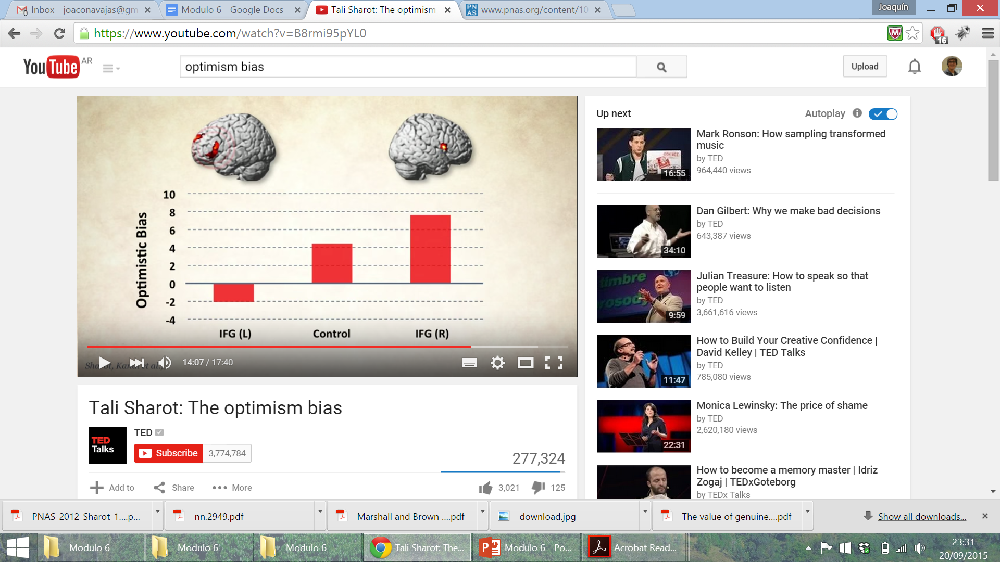 Inbox - joaconavajas@gm
Modulo 6 - Google Docs
Tali Sharot: The optimism
www.pnas.org/content/10
Joaquín
https://www.youtube.com/watch?v=B8rmi95pYL0
16
YouTube AR
optimism bias
Upload
10
8
6
4
2
0
-2
-4
Optimistic Bias
IFG (L)
Control
IFG (R)
14:07 / 17:40
Up next
Autoplay
Mark Ronson: How sampling transformed
music
by TED
964,440 views
16:55
Dan Gilbert: Why we make bad decisions
by TED
643,387 views
34:10
Julian Treasure: How to speak so that
people want to listen
by TED
3,661,616 views
9:59
How to Build Your Creative Confidence |
David Kelley | TED Talks
by TED
785,080 views
11:47
Monica Lewinsky: The price of shame
by TED
2,620,180 views
22:31
How to become a memory master | Idriz
Zogaj | TEDxGoteborg
by TEDx Talks
Tali Sharot: The optimism bias
TED
Talks
TED
Subscribe 3,774,784
277,324
Add to
Share
More
3,021
125
PNAS-2012-Sharot-1....p...
nn.2949.pdf
Marshall and Brown ....pdf
download.jpg
The value of genuine....pdf
Show all downloads...
Modulo 6
Modulo 6
Modulo 6
Tali Sharot: The...
Modulo 6 - Po...
Acrobat Read...
23:31
20/09/2015